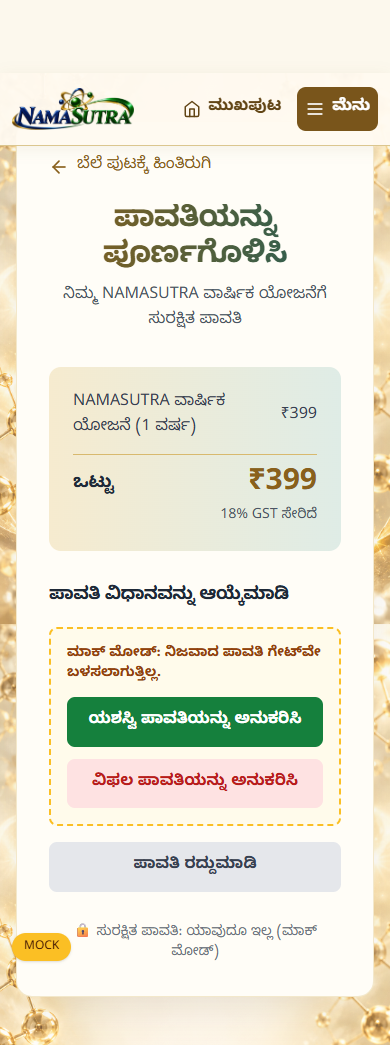 NAMASUTRA
ಮುಖಪುಟ
ಮೆನು
ಬೆಲೆ ಪುಟಕ್ಕೆ ಹಿಂತಿರುಗಿ
ಪಾವತಿಯನ್ನು
ಪೂರ್ಣಗೊಳಿಸಿ
ನಿಮ್ಮ NAMASUTRA ವಾರ್ಷಿಕ ಯೋಜನೆಗೆ
ಸುರಕ್ಷಿತ ಪಾವತಿ
NAMASUTRA ವಾರ್ಷಿಕ
ಯೋಜನೆ (1 ವರ್ಷ)
₹399
ಒಟ್ಟು
₹399
18% GST ಸೇರಿದೆ
ಪಾವತಿ ವಿಧಾನವನ್ನು ಆಯ್ಕೆಮಾಡಿ
ಮಾಕ್ ಮೋಡ್: ನಿಜವಾದ ಪಾವತಿ ಗೇಟ್‌ವೇ
ಬಳಸಲಾಗುತ್ತಿಲ್ಲ.
ಯಶಸ್ವಿ ಪಾವತಿಯನ್ನು ಅನುಕರಿಸಿ
ವಿಫಲ ಪಾವತಿಯನ್ನು ಅನುಕರಿಸಿ
ಪಾವತಿ ರದ್ದುಮಾಡಿ
🔒 ಸುರಕ್ಷಿತ ಪಾವತಿ: ಯಾವುದೂ ಇಲ್ಲ (ಮಾಕ್
ಮೋಡ್)
MOCK